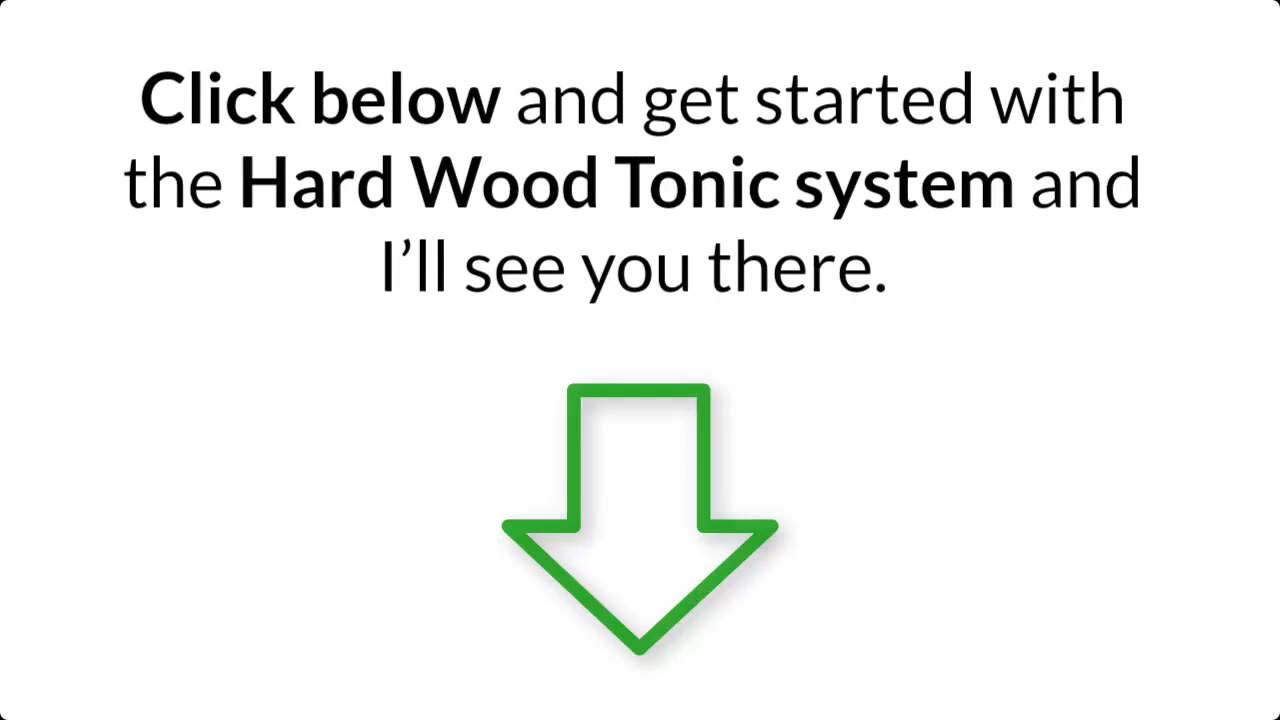 Click below and get started with
the Hard Wood Tonic system and
I’ll see you there.